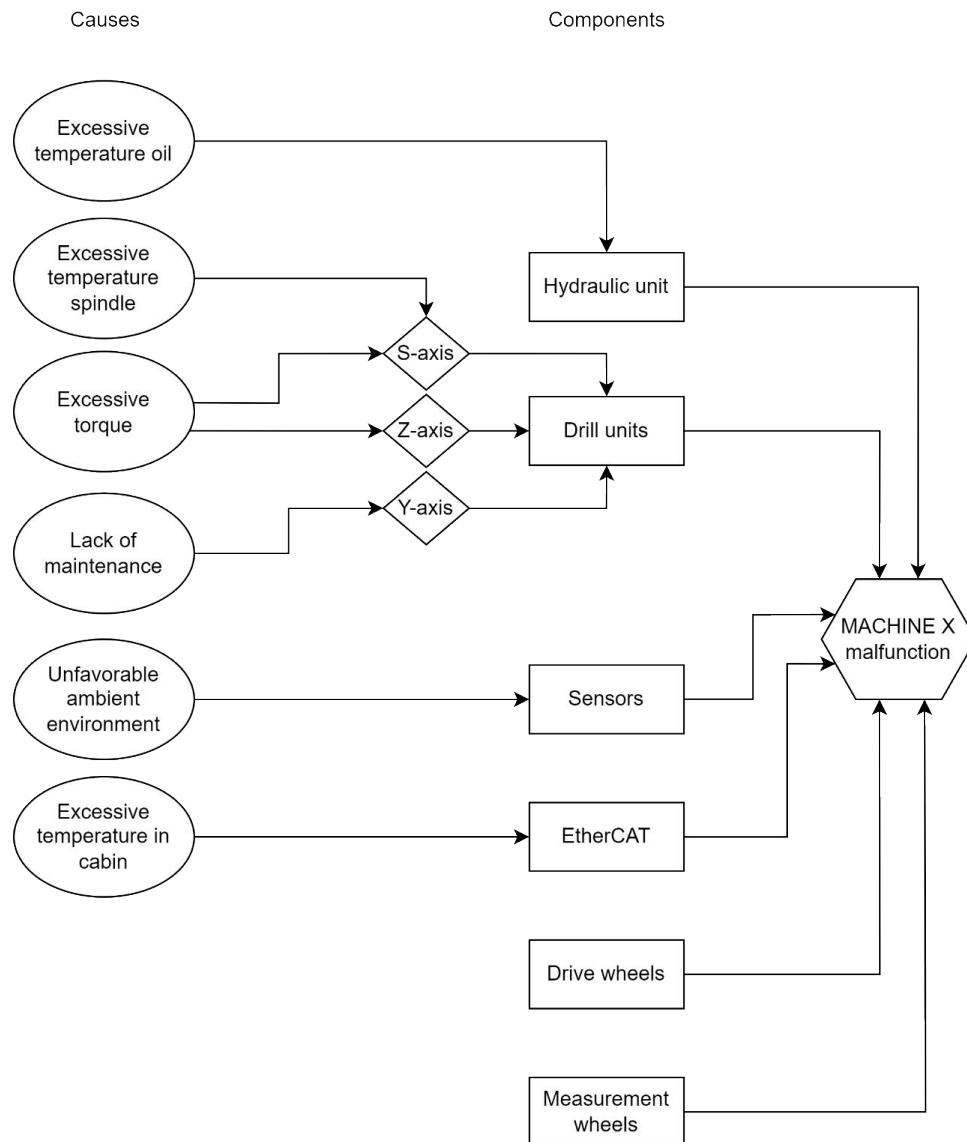 Causes
Components
Excessive
temperature oil
Excessive
temperature
spindle
Hydraulic unit
S-axis
Excessive
torque
Z-axis
Drill units
Y-axis
Lack of
maintenance
MACHINE X
malfunction
Unfavorable
ambient
environment
Sensors
Excessive
temperature in
cabin
EtherCAT
Drive wheels
Measurement
wheels